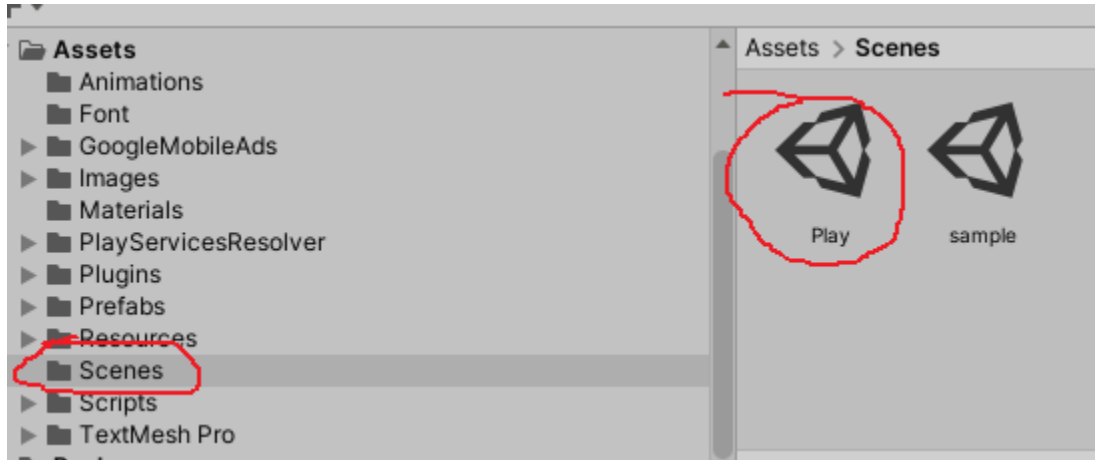 Assets
Animations
Font
GoogleMobileAds
Images
Materials
PlayServicesResolver
Plugins
Prefabs
Resources
Scenes
Scripts
TextMesh Pro
Assets > Scenes
Play sample